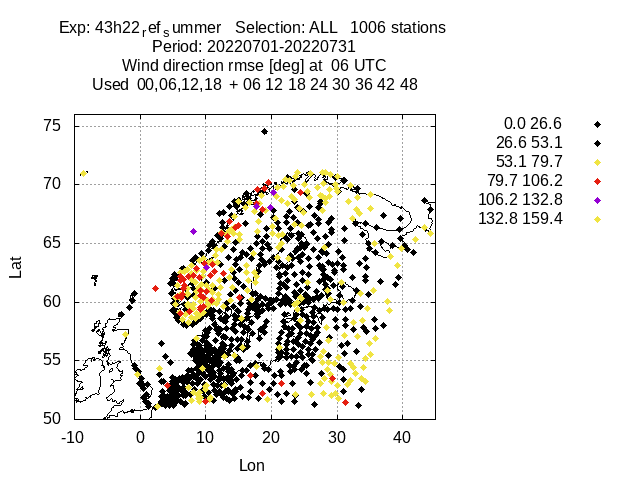 Exp: 43h22ref_summer Selection: ALL 1006 stations
Period: 20220701-20220731
Wind direction rmse [deg] at 06 UTC
Used 00,06,12,18 + 06 12 18 24 30 36 42 48
0.0 26.6
26.6 53.1
53.1 79.7
79.7 106.2
106.2 132.8
132.8 159.4
75
70
65
60
55
50
Lat
-10 0 10 20 30 40
Lon